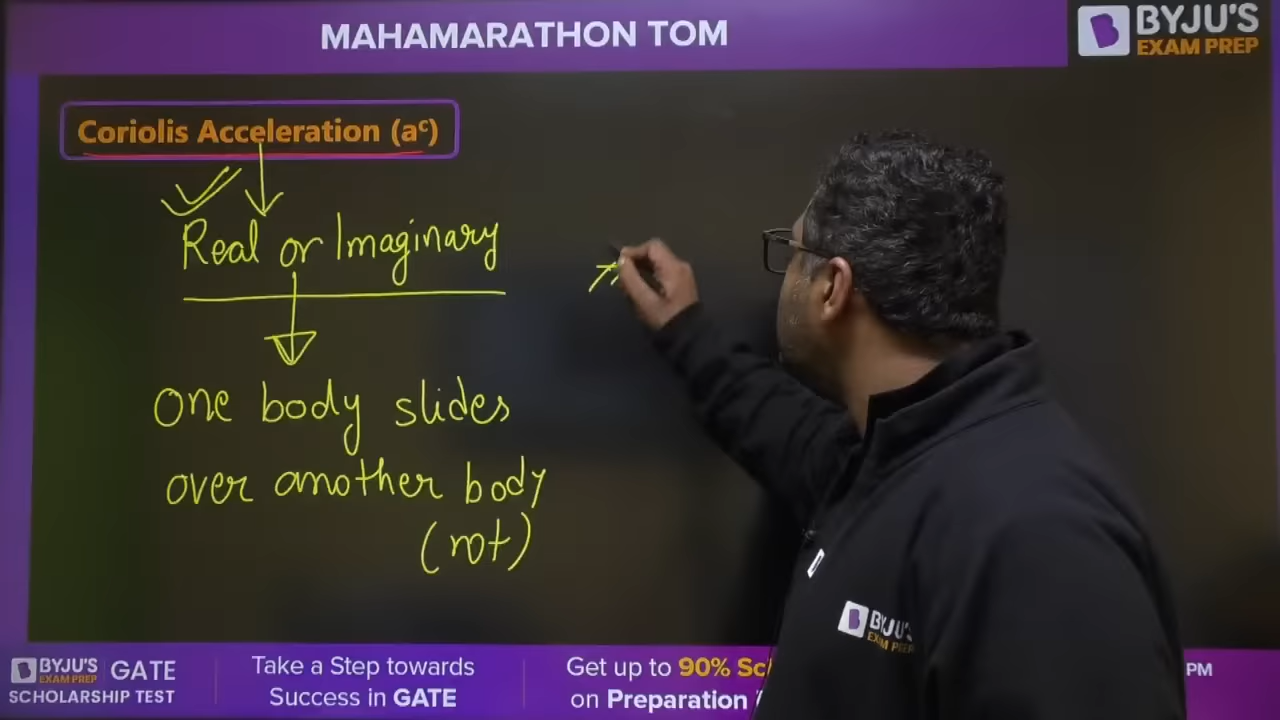 MAHAMARATHON TOM
BYJU'S
EXAM PREP
Coriolis Acceleration (aᶜ)
Real or Imaginary
One body slides
over another body
(rot)
BYJU'S
EXAM PREP
BYJU'S
EXAM PREP
GATE
SCHOLARSHIP TEST
Take a Step towards
Success in GATE
Get up to 90%
on Preparation
PM